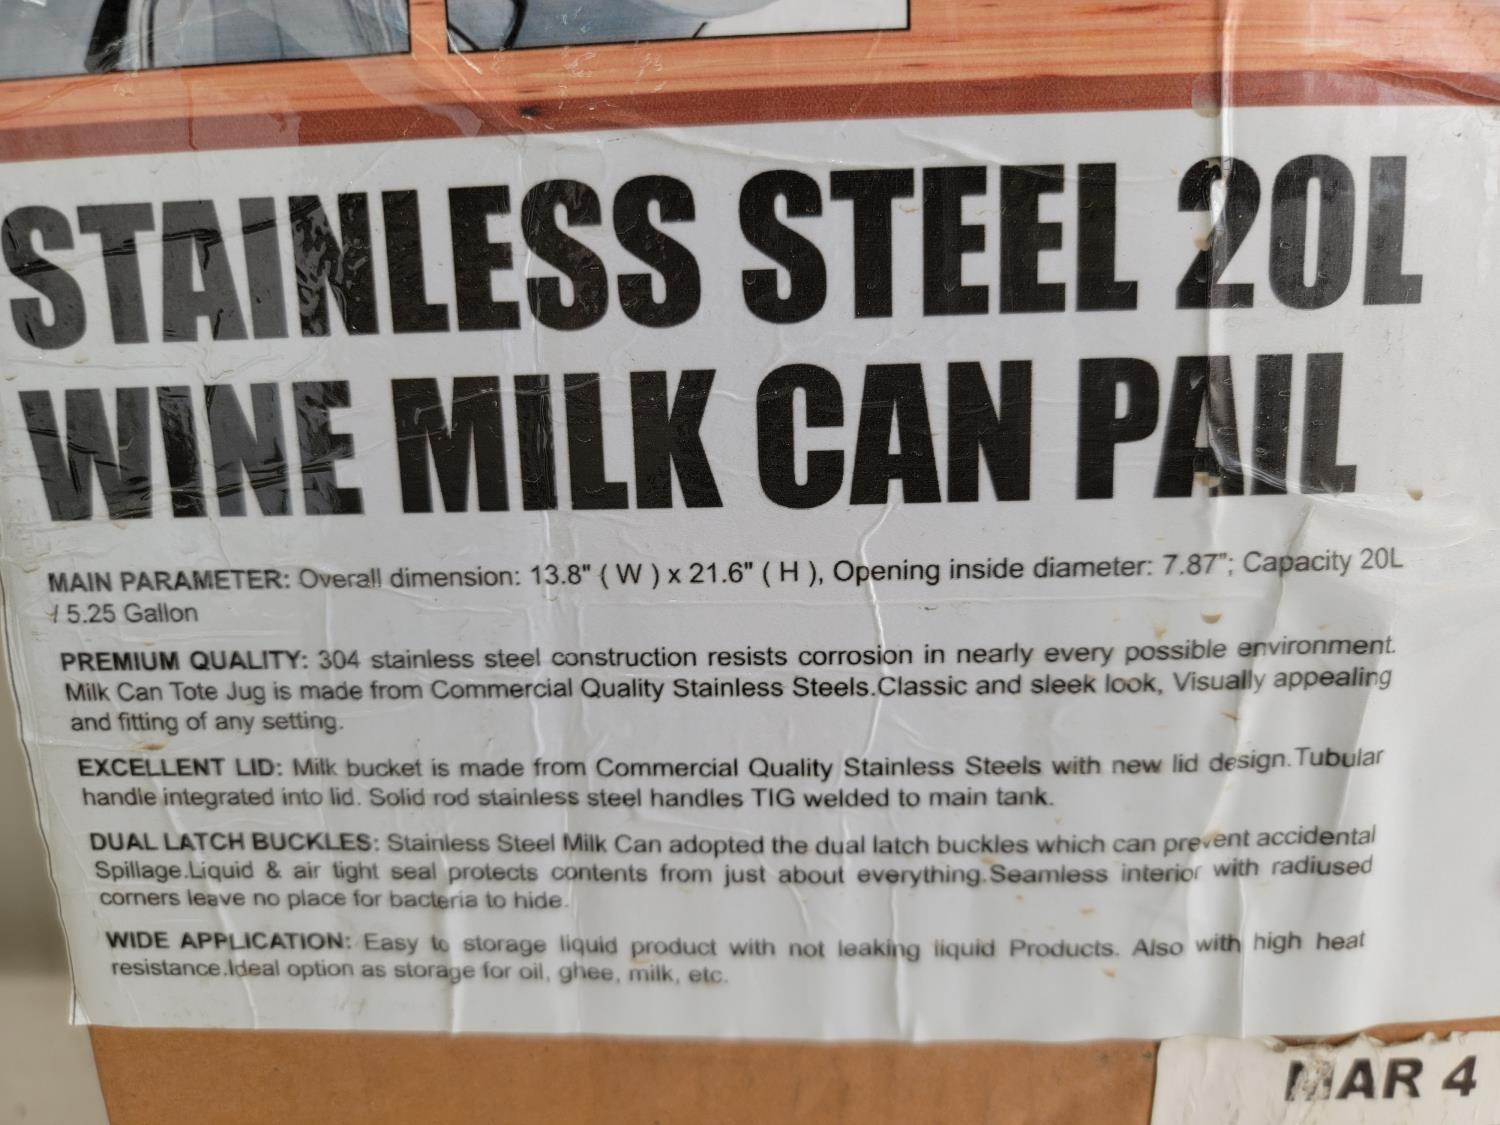 STAINLESS STEEL 20L
WINE MILK CAN PAIL
MAIN PARAMETER: Overall dimension: 13.8" ( W ) x 21.6" ( H ), Opening inside diameter: 7.87"; Capacity 20L
/ 5.25 Gallon
PREMIUM QUALITY: 304 stainless steel construction resists corrosion in nearly every possible environment.
Milk Can Tote Jug is made from Commercial Quality Stainless Steels.Classic and sleek look, Visually appealing
and fitting of any setting.
EXCELLENT LID: Milk bucket is made from Commercial Quality Stainless Steels with new lid design.Tubular
handle integrated into lid. Solid rod stainless steel handles TIG welded to main tank.
DUAL LATCH BUCKLES: Stainless Steel Milk Can adopted the dual latch buckles which can prevent accidental
Spillage.Liquid & air tight seal protects contents from just about everything.Seamless interior with radiused
corners leave no place for bacteria to hide.
WIDE APPLICATION: Easy to storage liquid product with not leaking liquid Products. Also with high heat
resistance.Ideal option as storage for oil, ghee, milk, etc.
MAR 4